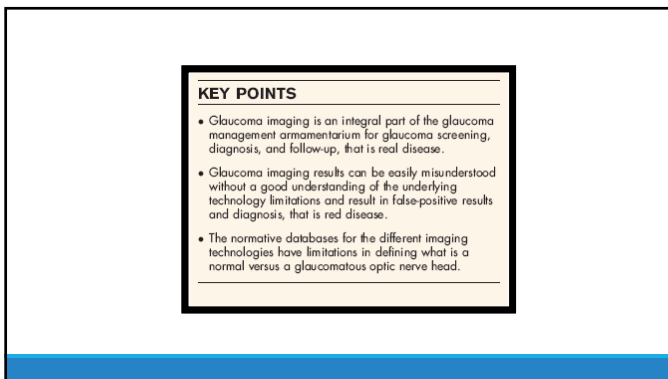 KEY POINTS
• Glaucoma imaging is an integral part of the glaucoma
management armamentarium for glaucoma screening,
diagnosis, and follow-up, that is real disease.
• Glaucoma imaging results can be easily misunderstood
without a good understanding of the underlying
technology limitations and result in false-positive results
and diagnosis, that is red disease.
• The normative databases for the different imaging
technologies have limitations in defining what is a
normal versus a glaucomatous optic nerve head.